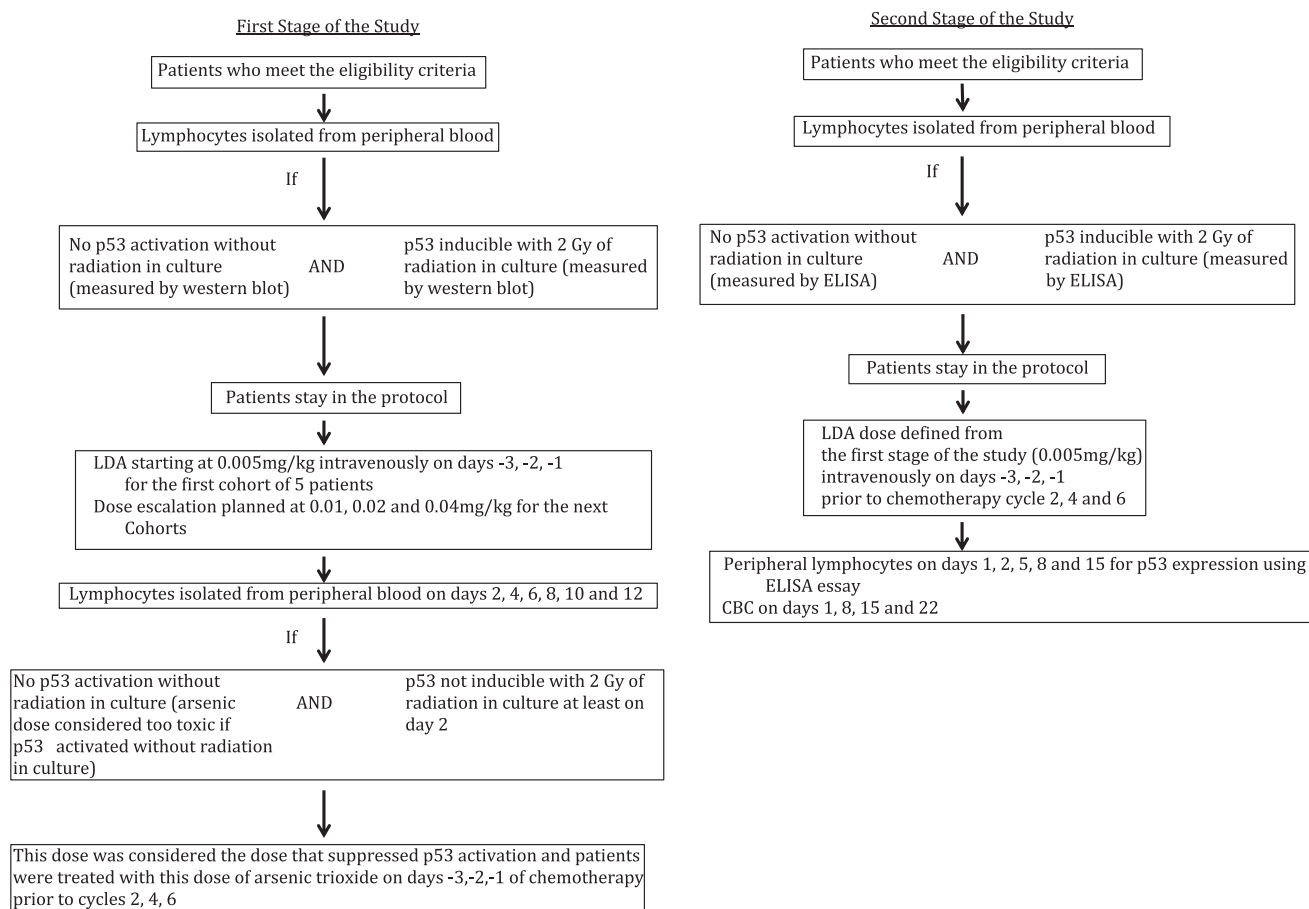 First Stage of the Study
Patients who meet the eligibility criteria
Lymphocytes isolated from peripheral blood
If
No p53 activation without
radiation in culture
(measured by western blot)
AND
p53 inducible with 2 Gy of
radiation in culture (measured
by western blot)
Patients stay in the protocol
LDA starting at 0.005mg/kg intravenously on days -3, -2, -1
for the first cohort of 5 patients
Dose escalation planned at 0.01, 0.02 and 0.04mg/kg for the next
Cohorts
Lymphocytes isolated from peripheral blood on days 2, 4, 6, 8, 10 and 12
If
No p53 activation without
radiation in culture (arsenic
dose considered too toxic if
p53 activated without radiation
in culture)
AND
p53 not inducible with 2 Gy of
radiation in culture at least on
day 2
This dose was considered the dose that suppressed p53 activation and patients
were treated with this dose of arsenic trioxide on days -3,-2,-1 of chemotherapy
prior to cycles 2, 4, 6
Second Stage of the Study
Patients who meet the eligibility criteria
Lymphocytes isolated from peripheral blood
If
No p53 activation without
radiation in culture
(measured by ELISA)
AND
p53 inducible with 2 Gy of
radiation in culture (measured
by ELISA)
Patients stay in the protocol
LDA dose defined from
the first stage of the study (0.005mg/kg)
intravenously on days -3, -2, -1
prior to chemotherapy cycle 2, 4 and 6
Peripheral lymphocytes on days 1, 2, 5, 8 and 15 for p53 expression using
ELISA essay
CBC on days 1, 8, 15 and 22